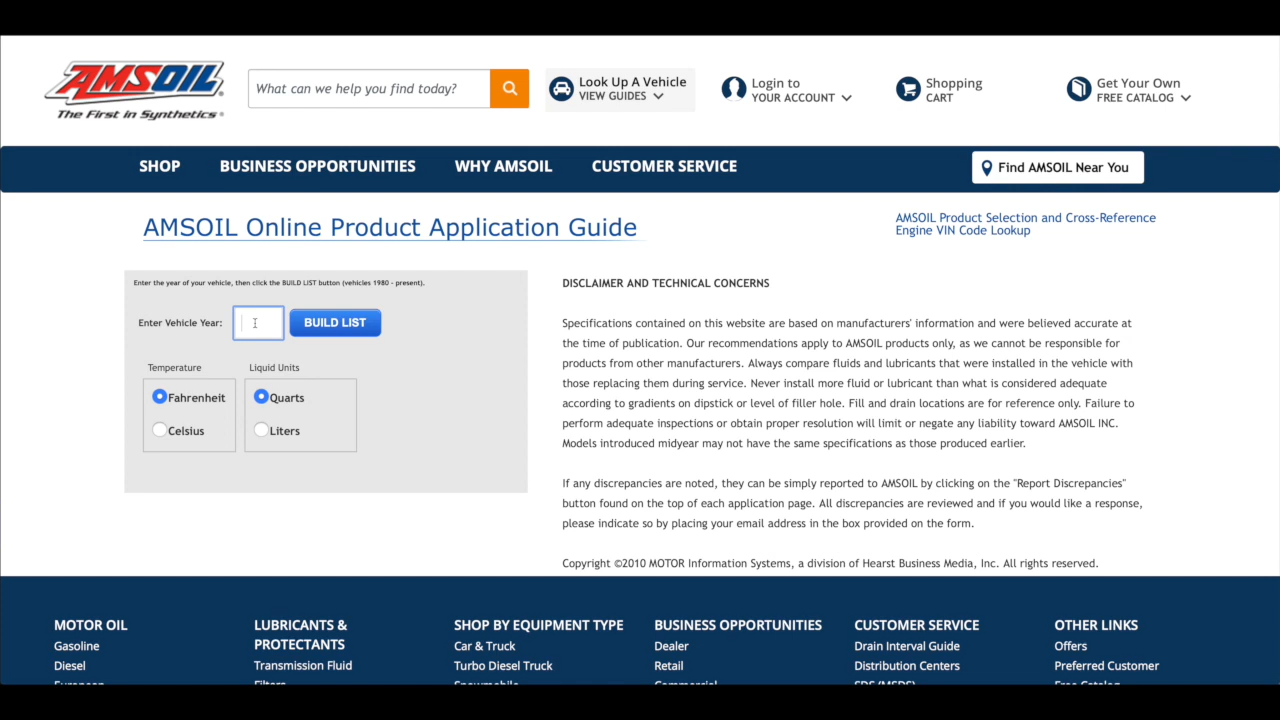 AMSOIL
The First in Synthetics®
What can we help you find today?
Look Up A Vehicle
VIEW GUIDES
Login to
YOUR ACCOUNT
Shopping
CART
Get Your Own
FREE CATALOG
SHOP
BUSINESS OPPORTUNITIES
WHY AMSOIL
CUSTOMER SERVICE
Find AMSOIL Near You
AMSOIL Online Product Application Guide
AMSOIL Product Selection and Cross-Reference
Engine VIN Code Lookup
Enter the year of your vehicle, then click the BUILD LIST button (vehicles 1980 - present).
Enter Vehicle Year:
BUILD LIST
Temperature
Liquid Units
Fahrenheit
Quarts
Celsius
Liters
DISCLAIMER AND TECHNICAL CONCERNS
Specifications contained on this website are based on manufacturers' information and were believed accurate at
the time of publication. Our recommendations apply to AMSOIL products only, as we cannot be responsible for
products from other manufacturers. Always compare fluids and lubricants that were installed in the vehicle with
those replacing them during service. Never install more fluid or lubricant than what is considered adequate
according to gradients on dipstick or level of filler hole. Fill and drain locations are for reference only. Failure to
perform adequate inspections or obtain proper resolution will limit or negate any liability toward AMSOIL INC.
Models introduced midyear may not have the same specifications as those produced earlier.
If any discrepancies are noted, they can be simply reported to AMSOIL by clicking on the "Report Discrepancies"
button found on the top of each application page. All discrepancies are reviewed and if you would like a response,
please indicate so by placing your email address in the box provided on the form.
Copyright ©2010 MOTOR Information Systems, a division of Hearst Business Media, Inc. All rights reserved.
MOTOR OIL
Gasoline
Diesel
European
LUBRICANTS &
PROTECTANTS
Transmission Fluid
Filters
SHOP BY EQUIPMENT TYPE
Car & Truck
Turbo Diesel Truck
Snowmobile
BUSINESS OPPORTUNITIES
Dealer
Retail
Commercial
CUSTOMER SERVICE
Drain Interval Guide
Distribution Centers
SDS (MSDS)
OTHER LINKS
Offers
Preferred Customer
Free Catalog